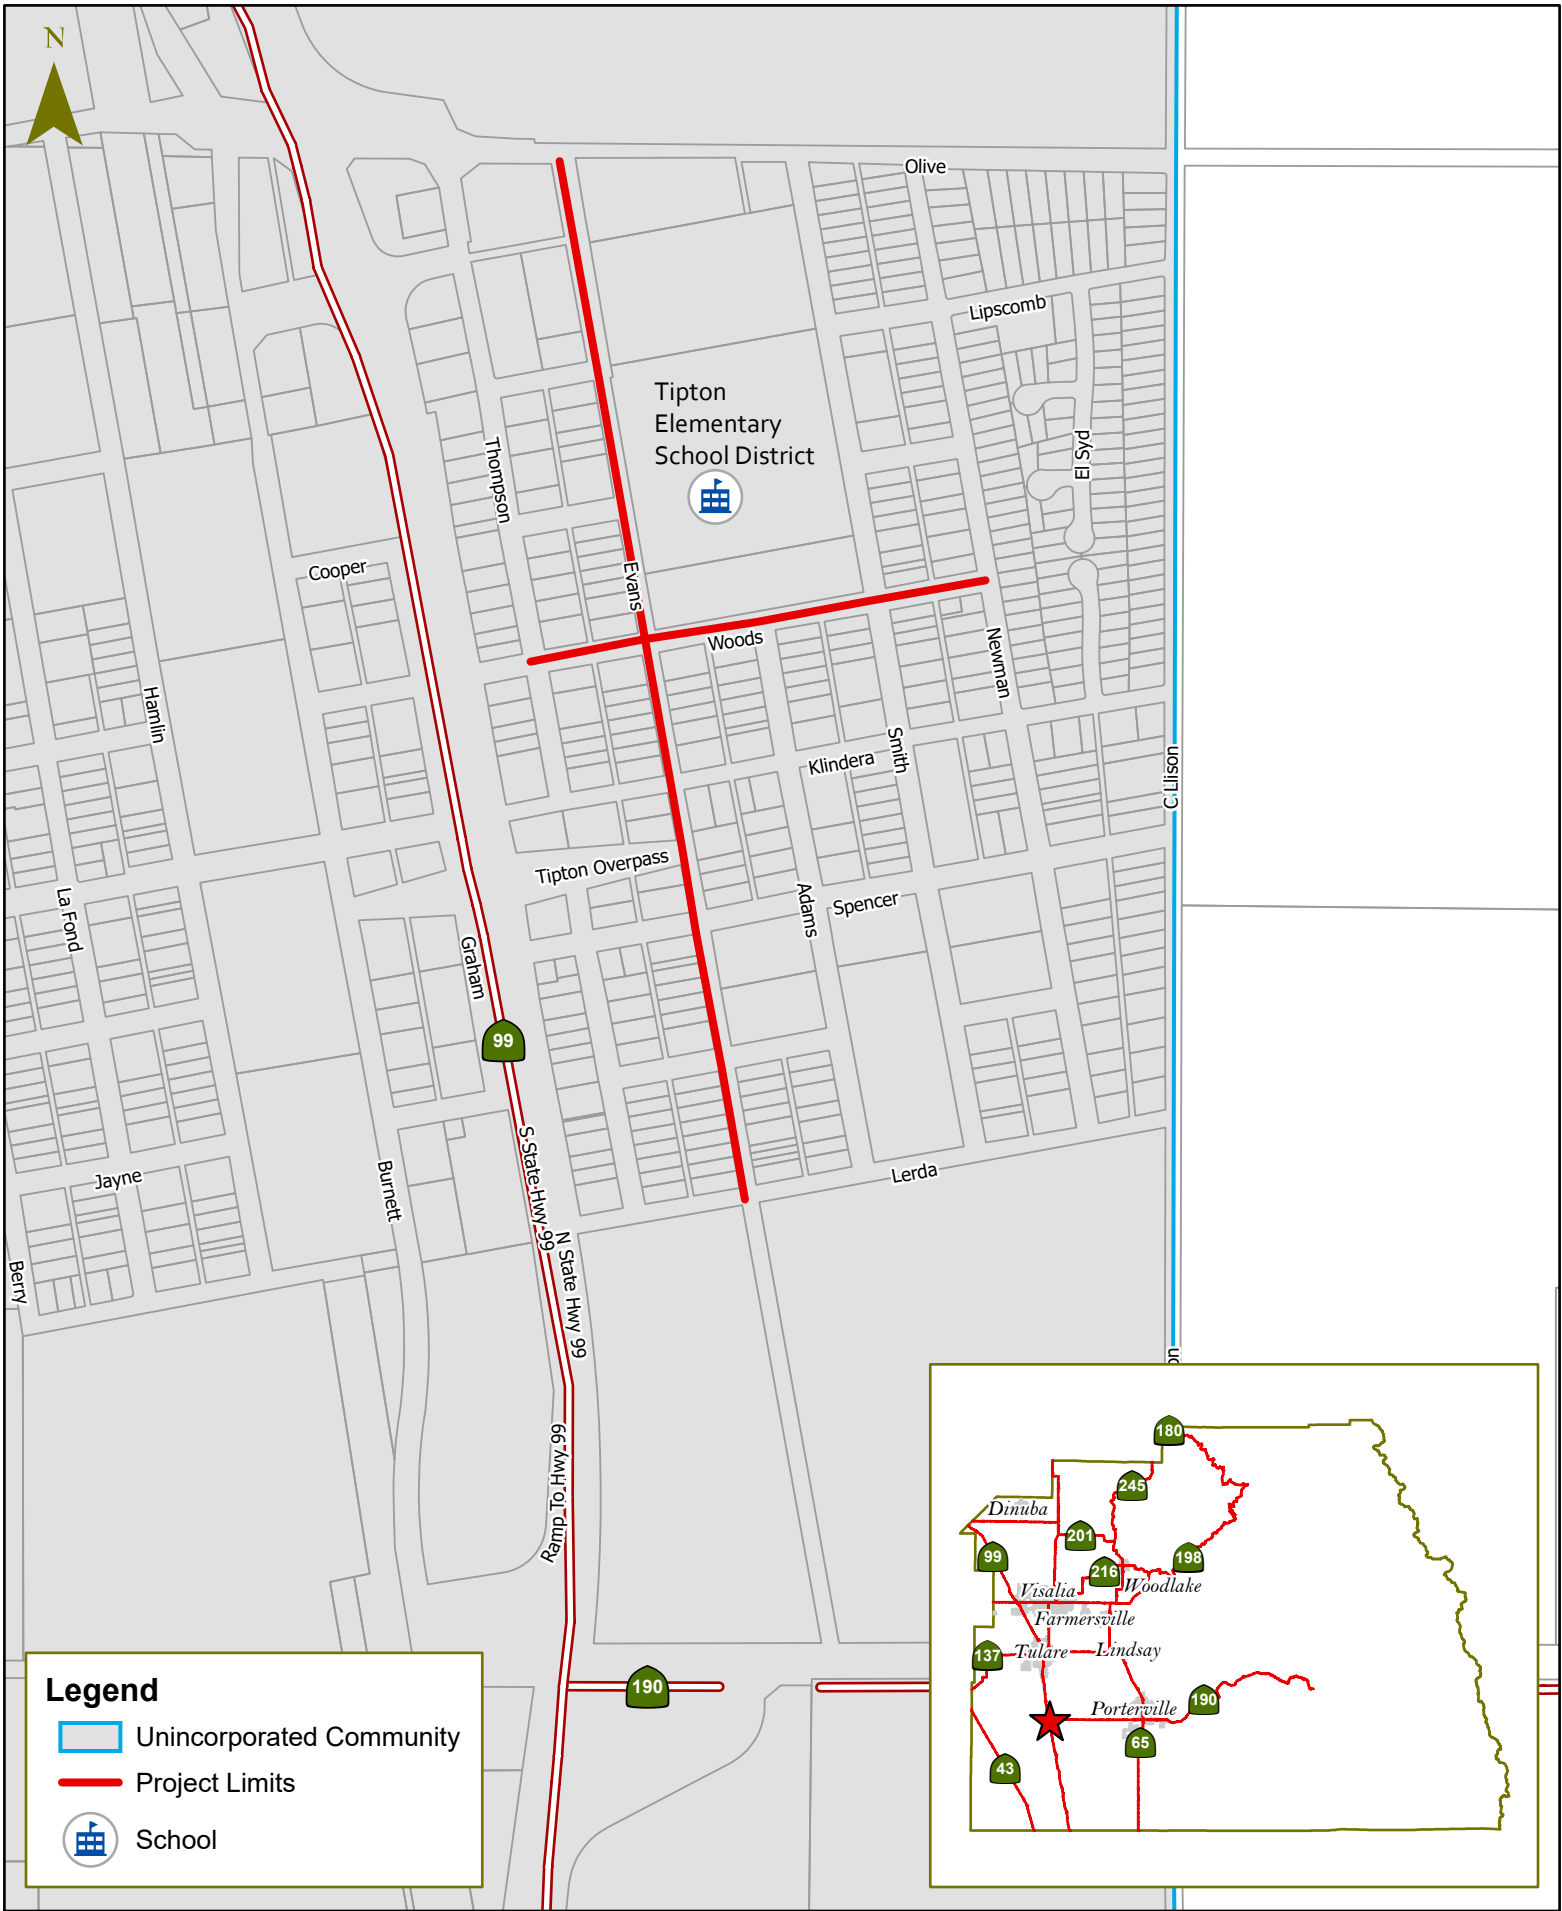 N
Olive
Lipscomb
Tipton
Elementary
School District
El Syd
Thompson
Evans
Cooper
Woods
Newman
Hamlin
Smith
Klindera
C Llison
Tipton Overpass
La Fond
Adams
Spencer
Graham
99
S State Hwy 99
Jayne
Burnett
Lerda
N State Hwy 99
Berry
on
Ramp To Hwy 99
190
Legend
Unincorporated Community
Project Limits
School
180
245
Dinuba
201
99
198
216
Visalia
Woodlake
Farmersville
137
Tulare
Lindsay
190
Porterville
65
43